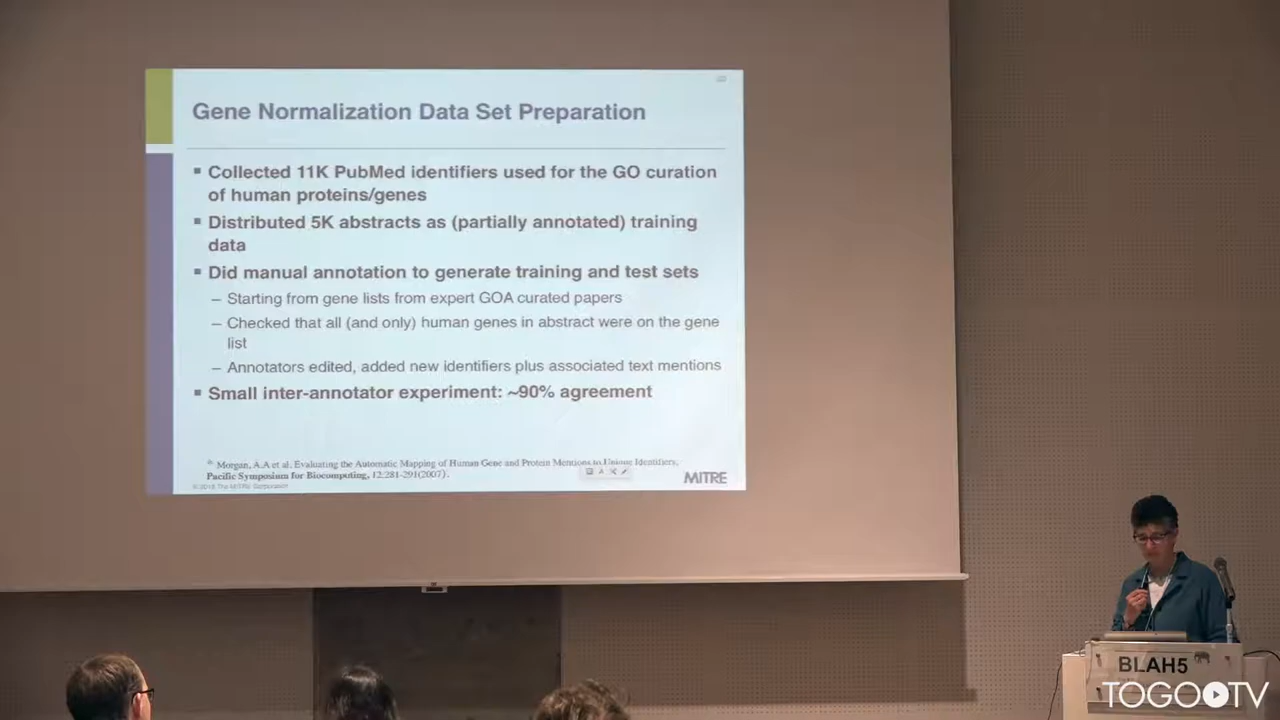 Gene Normalization Data Set Preparation
Collected 11K PubMed identifiers used for the GO curation
of human proteins/genes
Distributed 5K abstracts as (partially annotated) training
data
Did manual annotation to generate training and test sets
– Starting from gene lists from expert GOA curated papers
– Checked that all (and only) human genes in abstract were on the gene
list
– Annotators edited, added new identifiers plus associated text mentions
Small inter-annotator experiment: ~90% agreement
Morgan, A.A et al. Evaluating the Automatic Mapping of Human Gene and Protein Mentions to Unique Identifiers,
Pacific Symposium for Biocomputing, 12:281-291(2007).
The MITRE Corporation
MITRE
BLAH5
TOGOTV